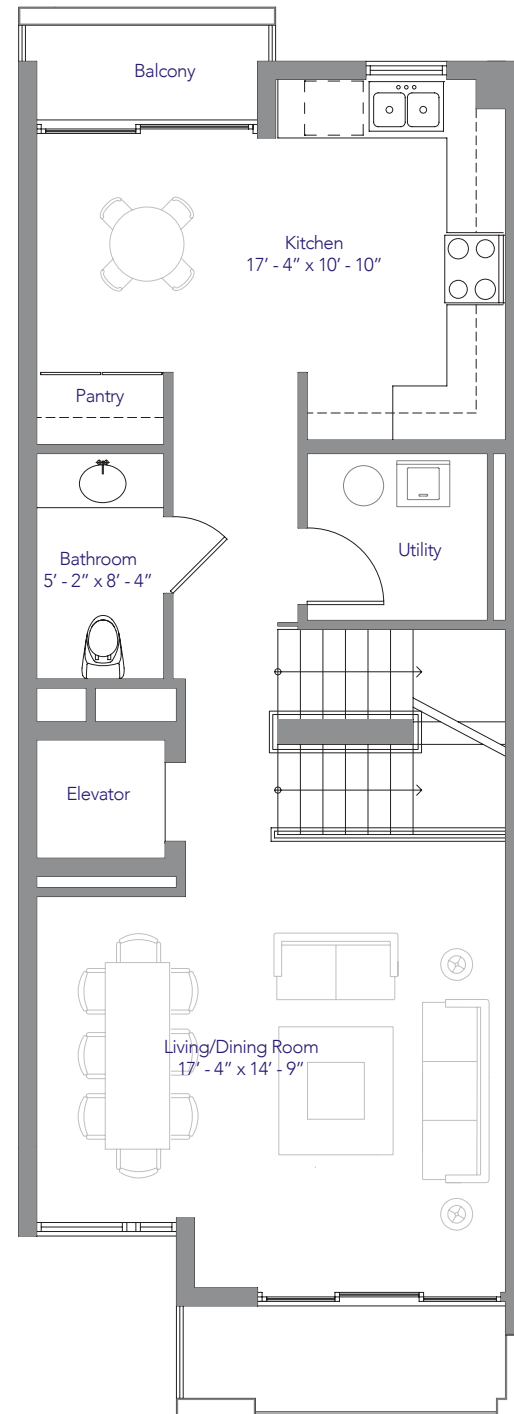 Balcony
Kitchen
17’ - 4” x 10’ - 10”
Pantry
Bathroom
5’ - 2” x 8’ - 4”
Utility
Elevator
Living/Dining Room
17’ - 4” x 14’ - 9”